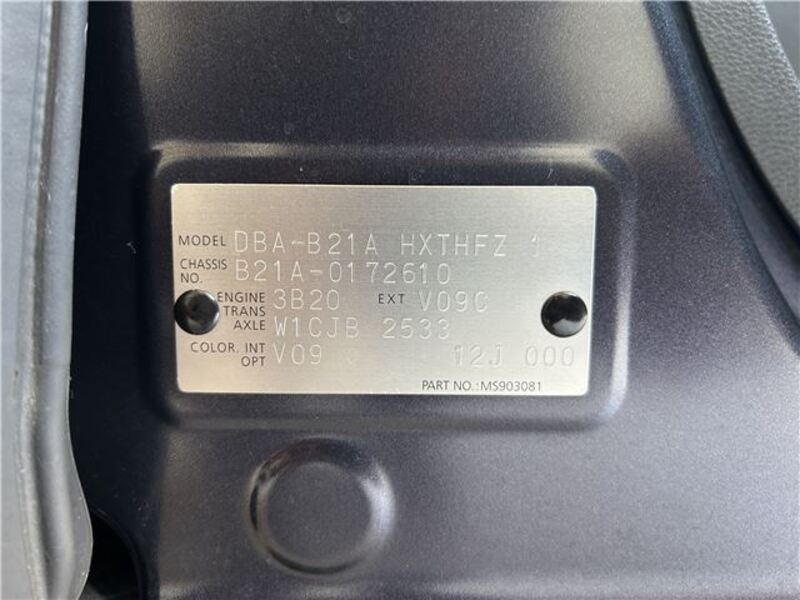 MODEL DBA-B21A HXTHFZ 1
CHASSIS NO. B21A-0172610
ENGINE 3B20 EXT V09C
TRANS AXLE W1CJB 2533
COLOR. INT OPT V09 12J 000
PART NO.:MS903081